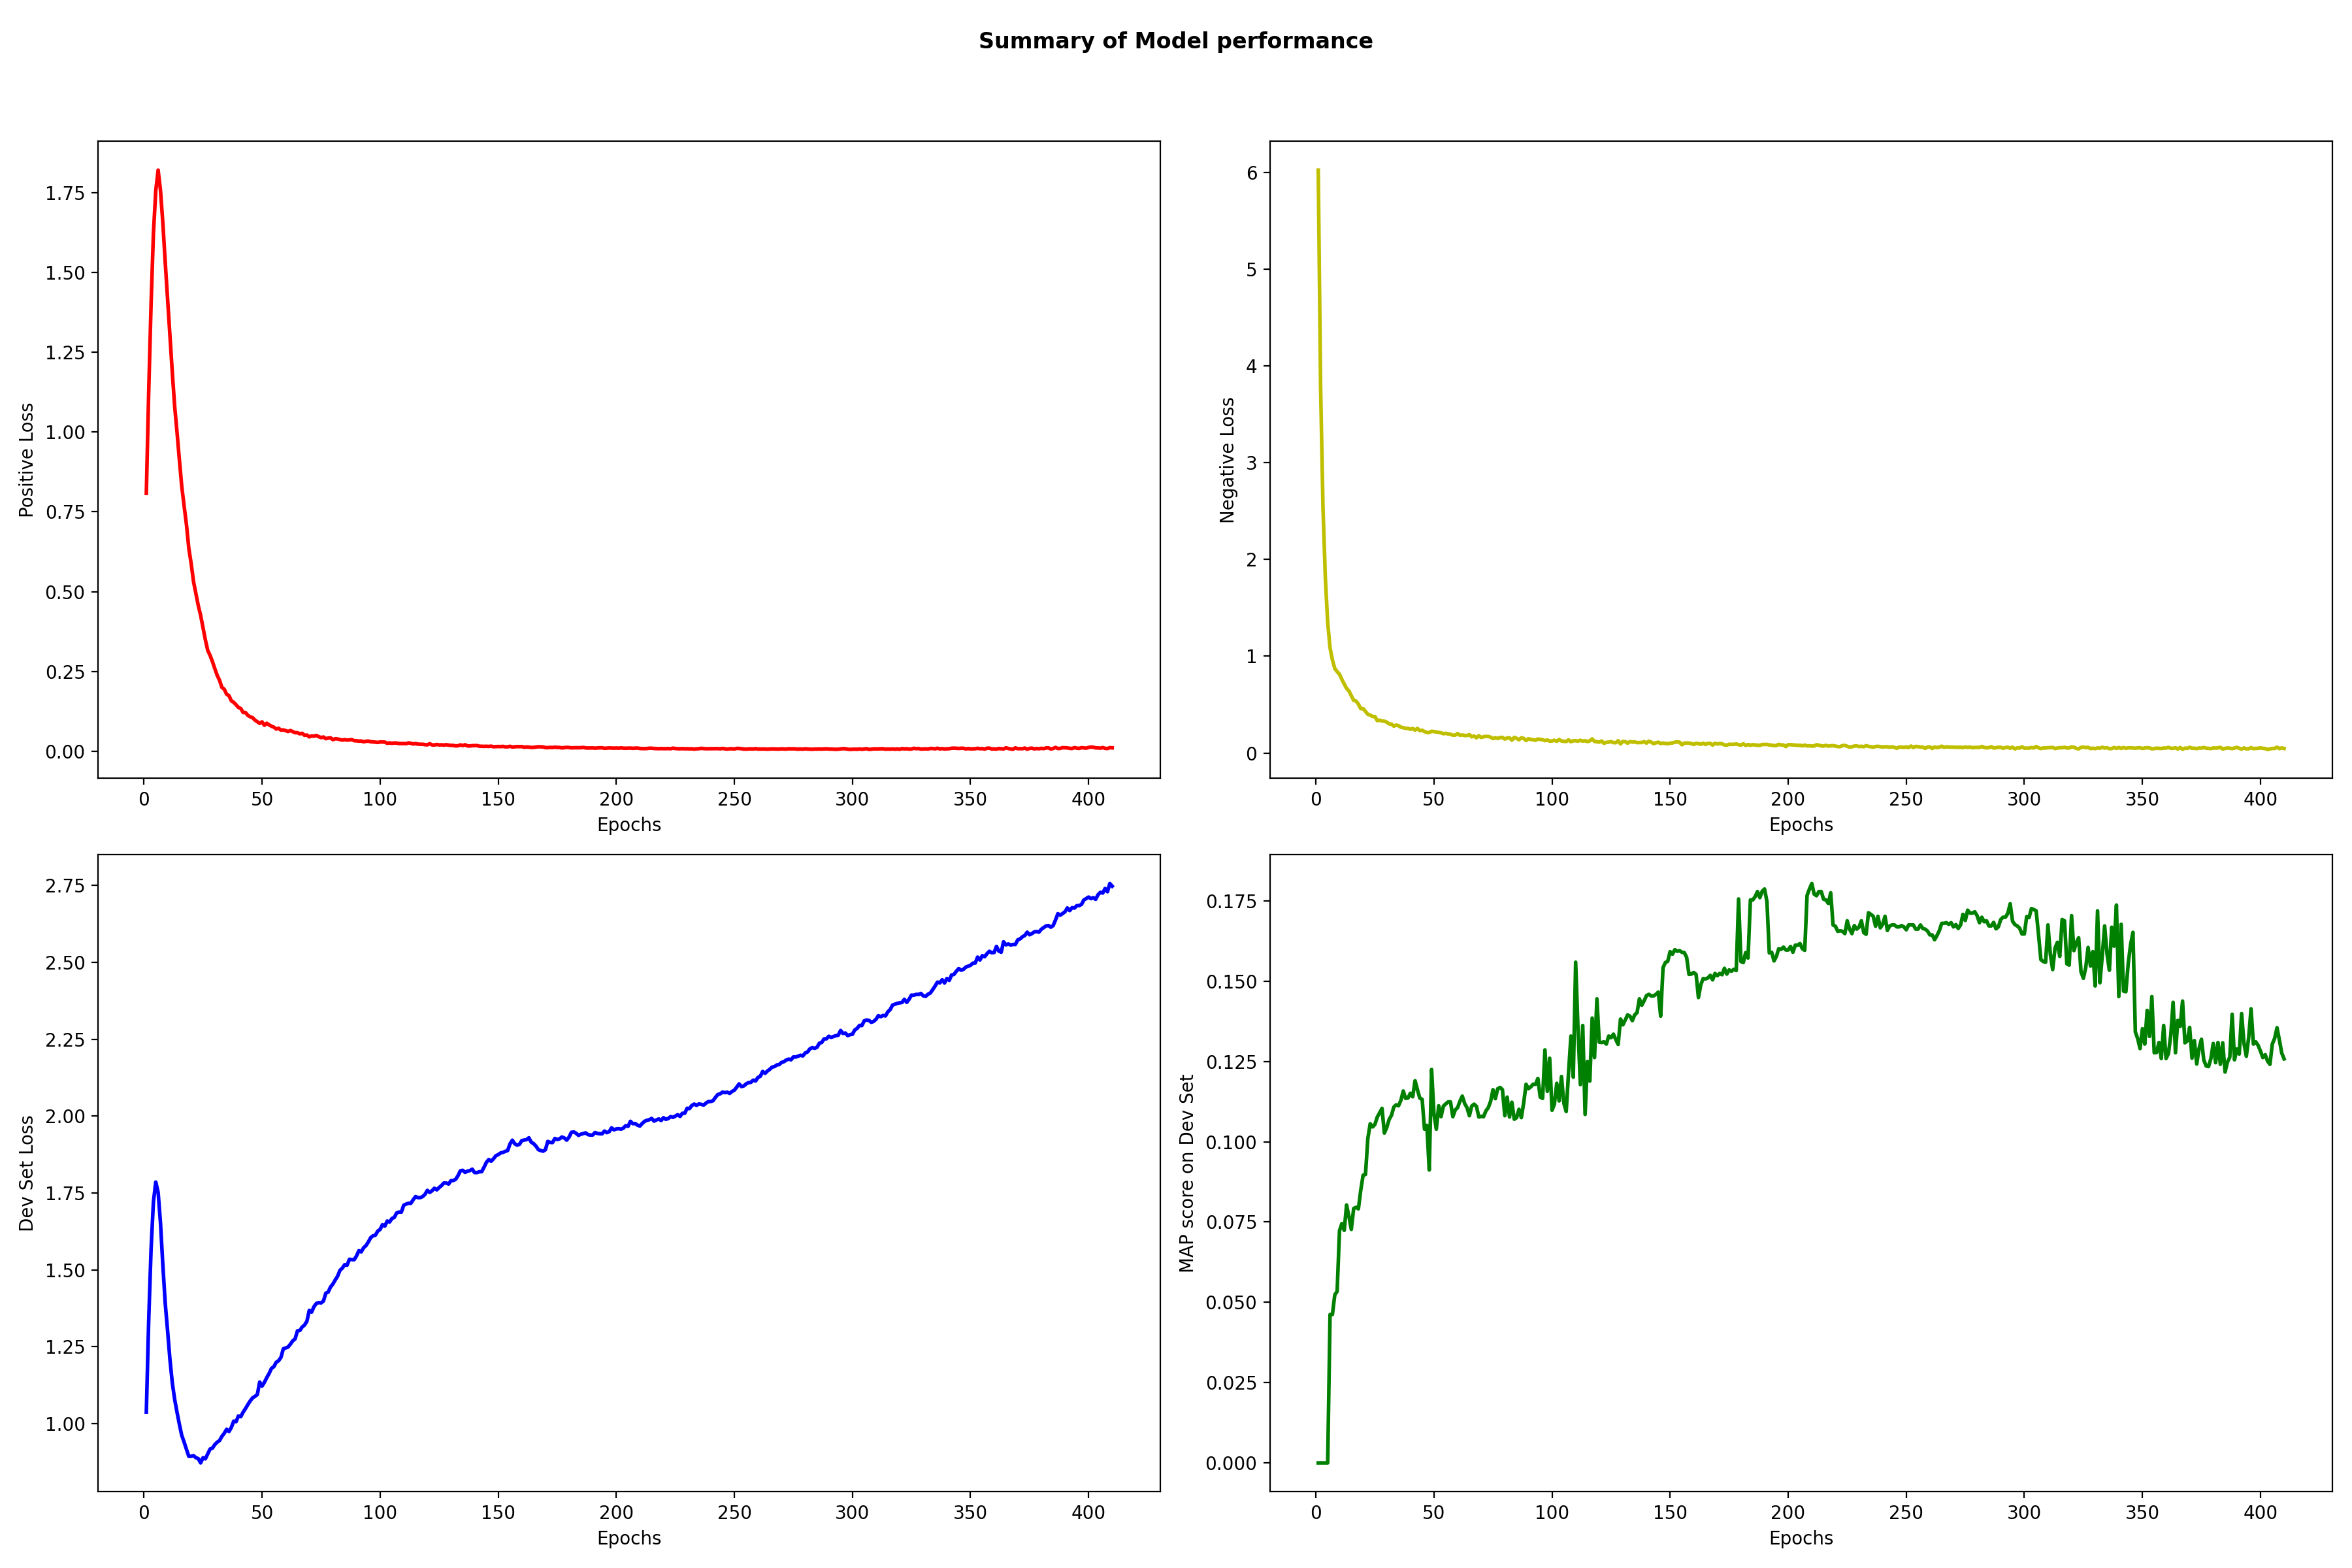 Summary of Model performance
Positive Loss
1.75
1.50
1.25
1.00
0.75
0.50
0.25
0.00
0 50 100 150 200 250 300 350 400
Epochs
Negative Loss
6
5
4
3
2
1
0
0 50 100 150 200 250 300 350 400
Epochs
Dev Set Loss
2.75
2.50
2.25
2.00
1.75
1.50
1.25
1.00
0 50 100 150 200 250 300 350 400
Epochs
MAP score on Dev Set
0.175
0.150
0.125
0.100
0.075
0.050
0.025
0.000
0 50 100 150 200 250 300 350 400
Epochs